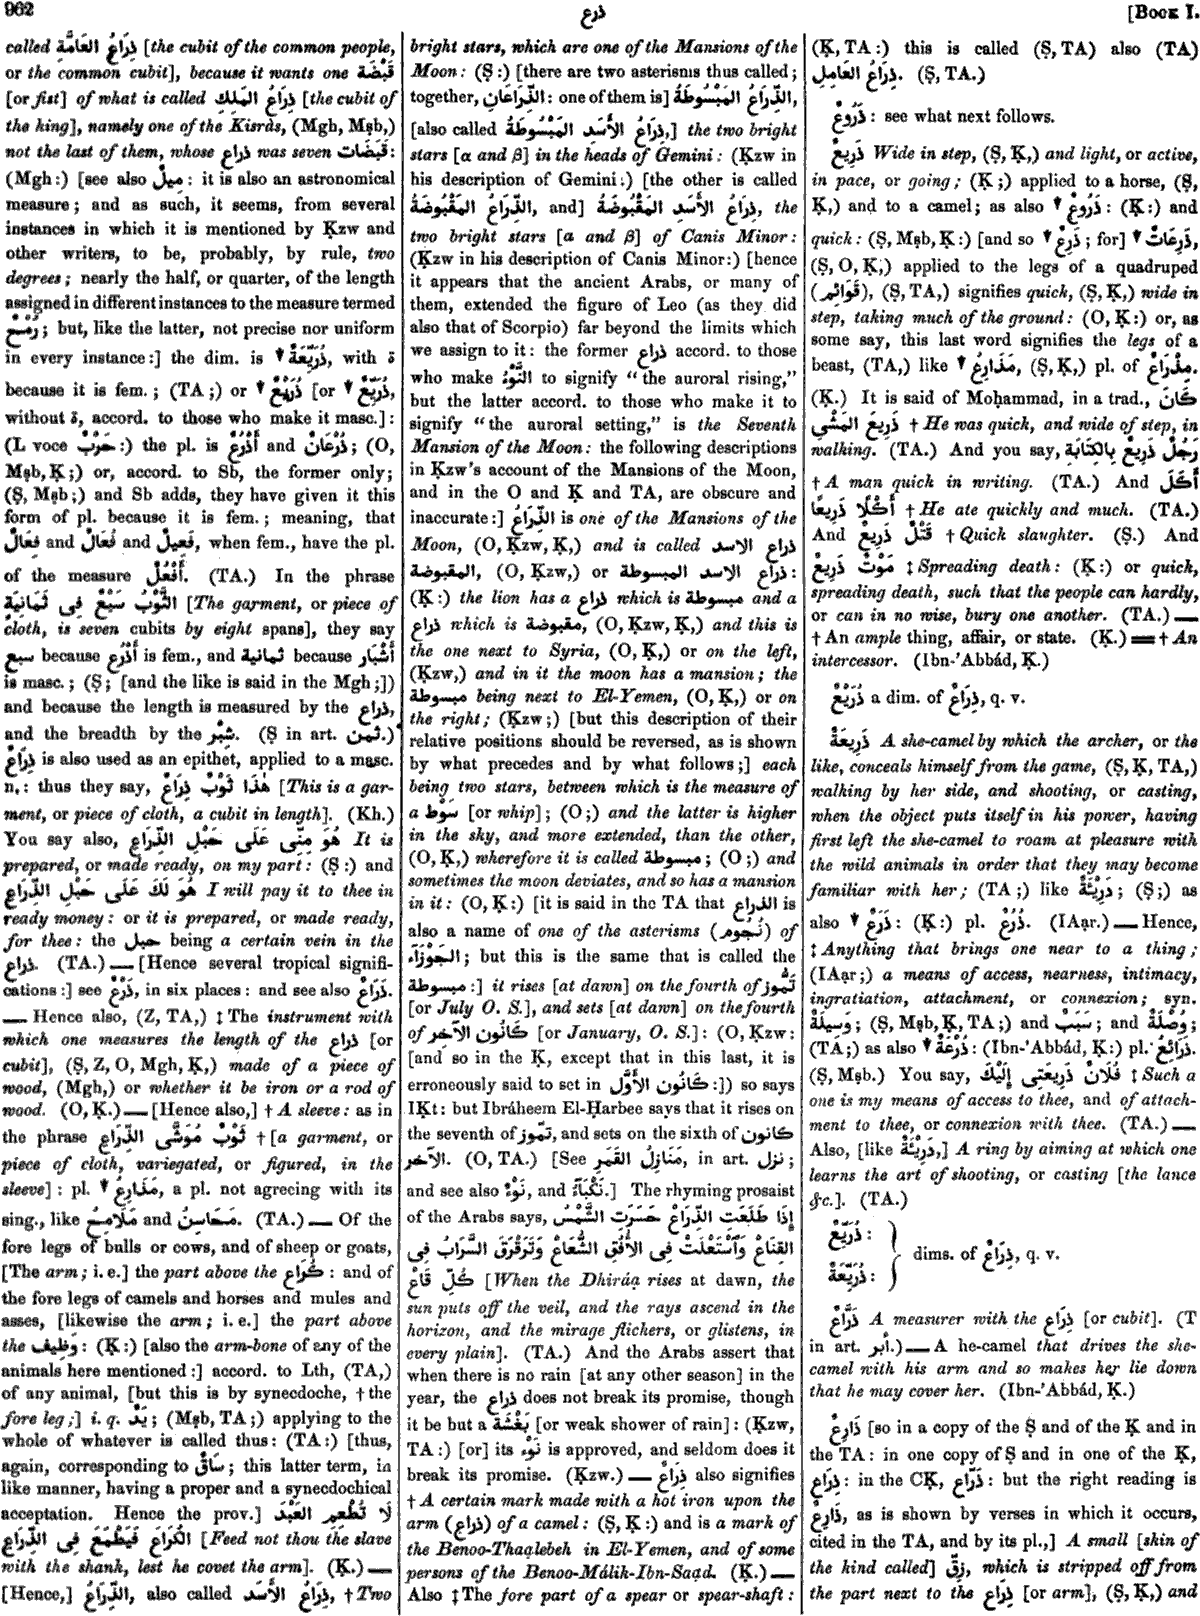 962
ذرع
[Book I.
called ذِرَاعُ العَامَّة [the cubit of the common people,
or the common cubit], because it wants one قَبْضَة
[or fist] of what is called ذِرَاعُ المَلِكِ [the cubit of
the king], namely one of the Kisràs, (Mgh, Mṣb,)
not the last of them, whose ذراع was seven قَبَضَات:
(Mgh:) [see also مِيلٌ: it is also an astronomical
measure; and as such, it seems, from several
instances in which it is mentioned by Ḳzw and
other writers, to be, probably, by rule, two
degrees; nearly the half, or quarter, of the length
assigned in different instances to the measure termed
رُمْحٌ; but, like the latter, not precise nor uniform
in every instance:] the dim. is ▼ ذُرَيِّعَةٌ, with ة
because it is fem.; (TA;) or ▼ ذُرَيْعٌ [or ▼ ذُرَيِّعٌ,
without ة, accord. to those who make it masc.]:
(L voce حَرْبٌ:) the pl. is أَذْرُعٌ and ذُرْعَانٌ; (O,
Mṣb, Ḳ;) or, accord. to Sb, the former only;
(Ṣ, Mṣb;) and Sb adds, they have given it this
form of pl. because it is fem.; meaning, that
فِعَالٌ and فَعَالٌ and فَعِيلٌ, when fem., have the pl.
of the measure أَفْعُلٌ. (TA.) In the phrase
الثَّوْبُ سَبْعٌ فِى ثَمَانِيَةٍ [The garment, or piece of
cloth, is seven cubits by eight spans], they say
سبع because أَذْرُع is fem., and ثمانية because أَشْبَار
is masc.; (Ṣ; [and the like is said in the Mgh;])
and because the length is measured by the ذراع,
and the breadth by the شِبْر. (Ṣ in art. ثمن.)
ذِرَاعٌ is also used as an epithet, applied to a masc.
n.: thus they say, هٰذَا ثَوْبٌ ذِرَاعٌ [This is a gar-
ment, or piece of cloth, a cubit in length]. (Kh.)
You say also, هُوَ مِنِّى عَلَى حَبْلِ الذِّرَاعِ It is
prepared, or made ready, on my part: (Ṣ:) and
هُوَ لَكَ عَلَى حَبْلِ الذِّرَاعِ I will pay it to thee in
ready money: or it is prepared, or made ready,
for thee: the حبل being a certain vein in the
ذراع. (TA.) — [Hence several tropical signifi-
cations:] see ذَرْعٌ, in six places: and see also ذَرَعٌ.
— Hence also, (Z, TA,) ‡ The instrument with
which one measures the length of the ذراع [or
cubit], (Ṣ, Z, O, Mgh, Ḳ,) made of a piece of
wood, (Mgh,) or whether it be iron or a rod of
wood. (O, Ḳ.) — [Hence also,] † A sleeve: as in
the phrase ثَوْبٌ مُوَشَّى الذِّرَاعِ † [a garment, or
piece of cloth, variegated, or figured, in the
sleeve]: pl. ▼ مَذَارِعُ, a pl. not agreeing with its
sing., like مَلَامِحُ and مَحَاسِنُ. (TA.) — Of the
fore legs of bulls or cows, and of sheep or goats,
[The arm; i. e.] the part above the كُرَاع: and of
the fore legs of camels and horses and mules and
asses, [likewise the arm; i. e.] the part above
the وَظِيف: (Ḳ:) [also the arm-bone of any of the
animals here mentioned:] accord. to Lth, (TA,)
of any animal, [but this is by synecdoche, † the
fore leg;] i. q. يَدٌ; (Mṣb, TA;) applying to the
whole of whatever is called thus: (TA:) [thus,
again, corresponding to سَاقٌ; this latter term, in
like manner, having a proper and a synecdochical
acceptation. Hence the prov.] لَا تُطْعِمِ العَبْدَ
الكُرَاعَ فَيَطْمَعَ فِى الذِّرَاعِ [Feed not thou the slave
with the shank, lest he covet the arm]. (Ḳ.) —
[Hence,] الذِّرَاعُ, also called ذِرَاعُ الأَسَدِ, † Two
bright stars, which are one of the Mansions of the
Moon: (Ṣ:) [there are two asterisms thus called;
together, الذِّرَاعَانِ: one of them is] الذِّرَاعُ المَبْسُوطَةُ,
[also called ذِرَاعُ الأَسَدِ المَبْسُوطَةُ,] the two bright
stars [α and β] in the heads of Gemini: (Ḳzw in
his description of Gemini:) [the other is called
الذِّرَاعُ المَقْبُوضَةُ, and] ذِرَاعُ الأَسَدِ المَقْبُوضَةُ, the
two bright stars [α and β] of Canis Minor:
(Ḳzw in his description of Canis Minor:) [hence
it appears that the ancient Arabs, or many of
them, extended the figure of Leo (as they did
also that of Scorpio) far beyond the limits which
we assign to it: the former ذراع accord. to those
who make النَّوْءُ to signify "the auroral rising,"
but the latter accord. to those who make it to
signify "the auroral setting," is the Seventh
Mansion of the Moon: the following descriptions
in Ḳzw's account of the Mansions of the Moon,
and in the O and Ḳ and TA, are obscure and
inaccurate:] الذِّرَاعُ is one of the Mansions of the
Moon, (O, Ḳzw, Ḳ,) and is called ذراع الاسد
المقبوضة, (O, Ḳzw,) or ذراع الاسد المبسوطة:
(Ḳ:) the lion has a ذراع which is مبسوطة and a
ذراع which is مقبوضة, (O, Ḳzw, Ḳ,) and this is
the one next to Syria, (O, Ḳ,) or on the left,
(Ḳzw,) and in it the moon has a mansion; the
مبسوطة being next to El-Yemen, (O, Ḳ,) or on
the right; (Ḳzw;) [but this description of their
relative positions should be reversed, as is shown
by what precedes and by what follows;] each
being two stars, between which is the measure of
a سَوْط [or whip]; (O;) and the latter is higher
in the sky, and more extended, than the other,
(O, Ḳ,) wherefore it is called مبسوطة; (O;) and
sometimes the moon deviates, and so has a mansion
in it: (O, Ḳ:) [it is said in the TA that الذراع is
also a name of one of the asterisms (نُجُوم) of
الجَوْزَآء; but this is the same that is called the
مبسوطة:] it rises [at dawn] on the fourth of تَمُّوز
[or July O. S.], and sets [at dawn] on the fourth
of كَانُون الآخِر [or January, O. S.]: (O, Ḳzw:
[and so in the Ḳ, except that in this last, it is
erroneously said to set in كَانُون الأَوَّل:]) so says
IḲt: but Ibráheem El-Ḥarbee says that it rises on
the seventh of تمّوز, and sets on the sixth of كانون
الآخر. (O, TA.) [See مَنَازِلُ القَمَرِ, in art. نزل;
and see also نَوْءٌ, and نَكْبَآءُ.] The rhyming prosaist
of the Arabs says, إِذَا طَلَعَتِ الذِّرَاعُ حَسَرَتِ الشَّمْسُ
القِنَاعَ وَٱسْتَعْلَتْ فِى الأُفُقِ الشُّعَاعُ وَتَرَقْرَقَ السَّرَابُ فِى
كُلِّ قَاعْ [When the Dhiráạ rises at dawn, the
sun puts off the veil, and the rays ascend in the
horizon, and the mirage flickers, or glistens, in
every plain]. (TA.) And the Arabs assert that
when there is no rain [at any other season] in the
year, the ذراع does not break its promise, though
it be but a بَغْشَة [or weak shower of rain]: (Ḳzw,
TA:) [or] its نَوْء is approved, and seldom does it
break its promise. (Ḳzw.) — ذِرَاعٌ also signifies
† A certain mark made with a hot iron upon the
arm (ذراع) of a camel: (Ṣ, Ḳ:) and is a mark of
the Benoo-Thaạlebeh in El-Yemen, and of some
persons of the Benoo-Málik-Ibn-Saạd. (Ḳ.) —
Also ‡ The fore part of a spear or spear-shaft:
(Ḳ, TA:) this is called (Ṣ, TA) also (TA)
ذِرَاعُ العَامِلِ. (Ṣ, TA.)
ذَرُوعٌ: see what next follows.
ذَرِيعٌ Wide in step, (Ṣ, Ḳ,) and light, or active,
in pace, or going; (Ḳ;) applied to a horse, (Ṣ,
Ḳ,) and to a camel; as also ▼ ذَرُوعٌ: (Ḳ:) and
quick: (Ṣ, Mṣb, Ḳ:) [and so ▼ ذَرِعٌ; for] ▼ ذَرِعَاتٌ,
(Ṣ, O, Ḳ,) applied to the legs of a quadruped
(قَوَائِم), (Ṣ, TA,) signifies quick, (Ṣ, Ḳ,) wide in
step, taking much of the ground: (O, Ḳ:) or, as
some say, this last word signifies the legs of a
beast, (TA,) like ▼ مَذَارِعُ, (Ṣ, Ḳ,) pl. of مِذْرَاعٌ.
(Ḳ.) It is said of Moḥammad, in a trad., كَانَ
ذَرِيعَ المَشْىِ † He was quick, and wide of step, in
walking. (TA.) And you say, رَجُلٌ ذَرِيعٌ بِالكِتَابَةِ
† A man quick in writing. (TA.) And أَكَلَ
أَكْلًا ذَرِيعًا † He ate quickly and much. (TA.)
And قَتْلٌ ذَرِيعٌ † Quick slaughter. (Ṣ.) And
مَوْتٌ ذَرِيعٌ ‡ Spreading death: (Ḳ:) or quick,
spreading death, such that the people can hardly,
or can in no wise, bury one another. (TA.) —
† An ample thing, affair, or state. (Ḳ.) = † An
intercessor. (Ibn-'Abbád, Ḳ.)
ذُرَيْعٌ a dim. of ذِرَاعٌ, q. v.
ذَرِيعَةٌ A she-camel by which the archer, or the
like, conceals himself from the game, (Ṣ, Ḳ, TA,)
walking by her side, and shooting, or casting,
when the object puts itself in his power, having
first left the she-camel to roam at pleasure with
the wild animals in order that they may become
familiar with her; (TA;) like دَرِيْئَةٌ; (Ṣ;) as
also ▼ ذَرَعٌ: (Ḳ:) pl. ذُرُعٌ. (IAạr.) — Hence,
‡ Anything that brings one near to a thing;
(IAạr;) a means of access, nearness, intimacy,
ingratiation, attachment, or connexion; syn.
وَسِيلَةٌ; (Ṣ, Mṣb, Ḳ, TA;) and سَبَبٌ; and وُصْلَةٌ;
(TA;) as also ▼ ذُرْعَةٌ: (Ibn-'Abbád, Ḳ:) pl. ذَرَائِعُ.
(Ṣ, Mṣb.) You say, فُلَانٌ ذَرِيعَتِى إِلَيْكَ ‡ Such a
one is my means of access to thee, and of attach-
ment to thee, or connexion with thee. (TA.) —
Also, [like دَرِيْئَةٌ,] A ring by aiming at which one
learns the art of shooting, or casting [the lance
&c.]. (TA.)
ذُرَيِّعٌ:
ذُرَيِّعَةٌ:
dims. of ذِرَاعٌ, q. v.
ذَرَّاعٌ A measurer with the ذِرَاع [or cubit]. (T
in art. أبر.) — A he-camel that drives the she-
camel with his arm and so makes her lie down
that he may cover her. (Ibn-'Abbád, Ḳ.)
ذَارِعٌ [so in a copy of the Ṣ and of the Ḳ and in
the TA: in one copy of Ṣ and in one of the Ḳ,
ذِرَاع: in the CḲ, ذَرّاع: but the right reading is
ذَارِعٌ, as is shown by verses in which it occurs,
cited in the TA, and by its pl.,] A small [skin of
the kind called] زِقّ, which is stripped off from
the part next to the ذِرَاع [or arm], (Ṣ, Ḳ,) and